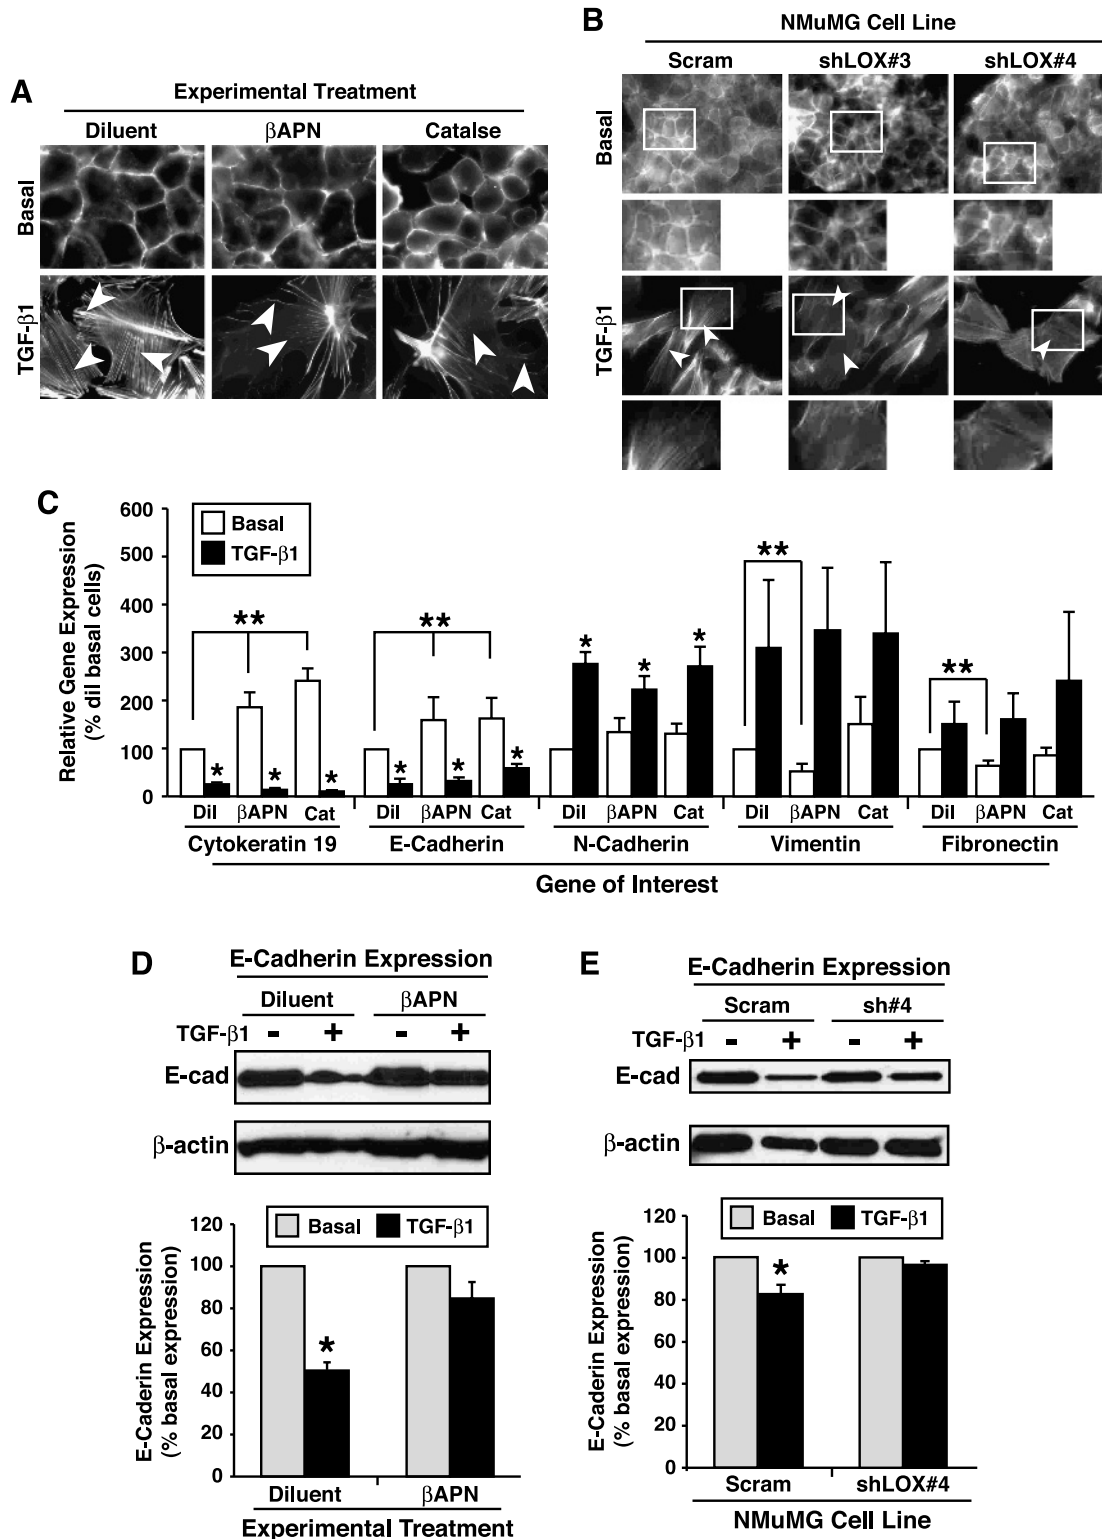 A
Experimental Treatment
Diluent βAPN Catalse
Basal
TGF-β1
B
NMuMG Cell Line
Scram shLOX#3 shLOX#4
Basal
TGF-β1
C
Relative Gene Expression
(% dil basal cells)
600
500
400
300
200
100
0
Basal
TGF-β1
** ** ** **
* * * * * * * * *
Dil βAPN Cat Dil βAPN Cat Dil βAPN Cat Dil βAPN Cat Dil βAPN Cat
Cytokeratin 19 E-Cadherin N-Cadherin Vimentin Fibronectin
Gene of Interest
D
E-Cadherin Expression
Diluent βAPN
TGF-β1 - + - +
E-cad
β-actin
E-Caderin Expression
(% basal expression)
120
100
80
60
40
20
0
Basal TGF-β1
*
Diluent βAPN
Experimental Treatment
E
E-Cadherin Expression
Scram sh#4
TGF-β1 - + - +
E-cad
β-actin
E-Caderin Expression
(% basal expression)
120
100
80
60
40
20
0
Basal TGF-β1
*
Scram shLOX#4
NMuMG Cell Line